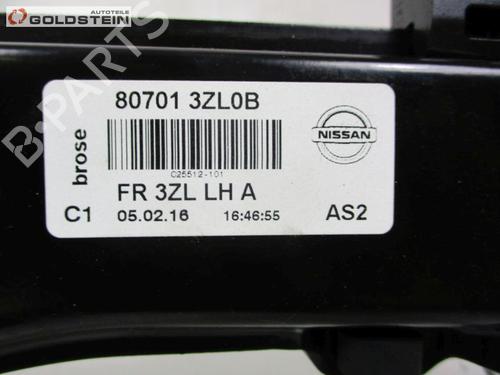 AUTOTEILE
GOLDSTEIN
B-PARTS
brose
80701 3ZL0B
C25512-101
NISSAN
FR 3ZL LH A
C1
05.02.16
16:46:55
AS2